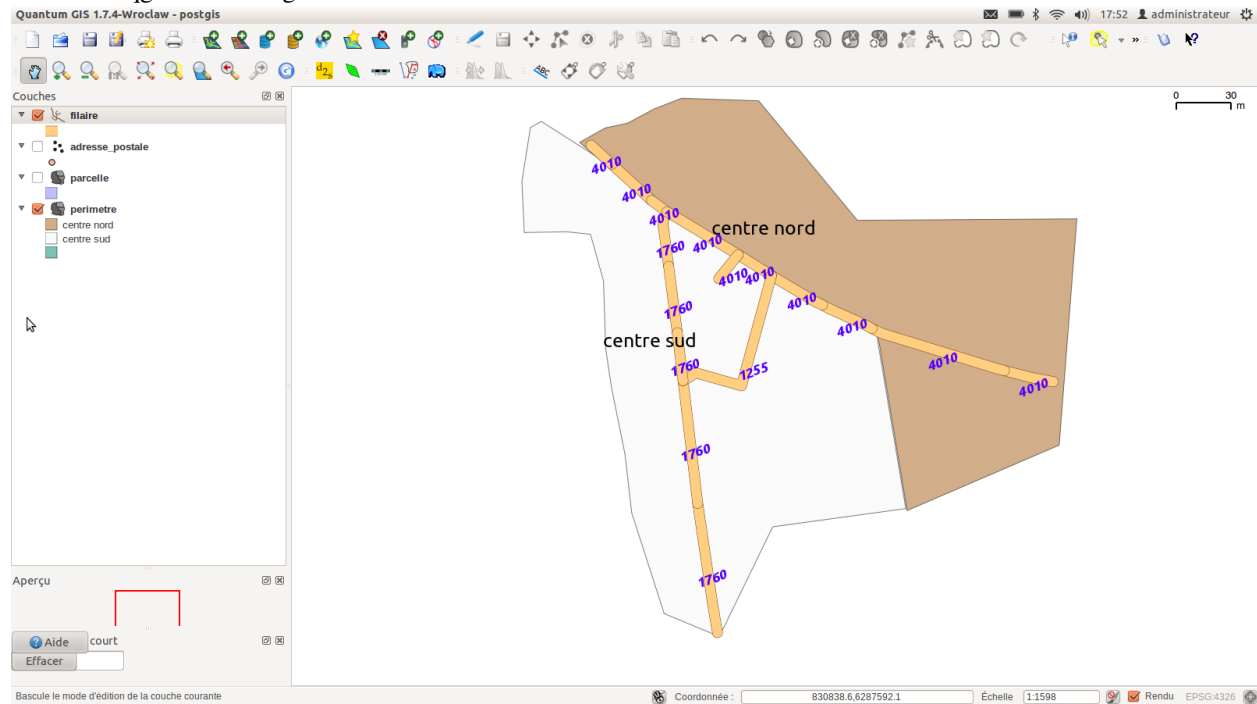 Quantum GIS 1.7.4-Wroclaw - postgis
17:52 administrateur
Couches
filaire
adresse_postale
parcelle
perimetre
centre nord
centre sud
0 30
m
4010
4010
4010
centre nord
1760 4010
4010 4010
1760
4010
4010
centre sud
1760
1255
4010
4010
1760
1760
Aperçu
Aide court
Effacer
Bascule le mode d'édition de la couche courante
Coordonnée : 830838.6,6287592.1 Échelle 1:1598 Rendu EPSG:4326